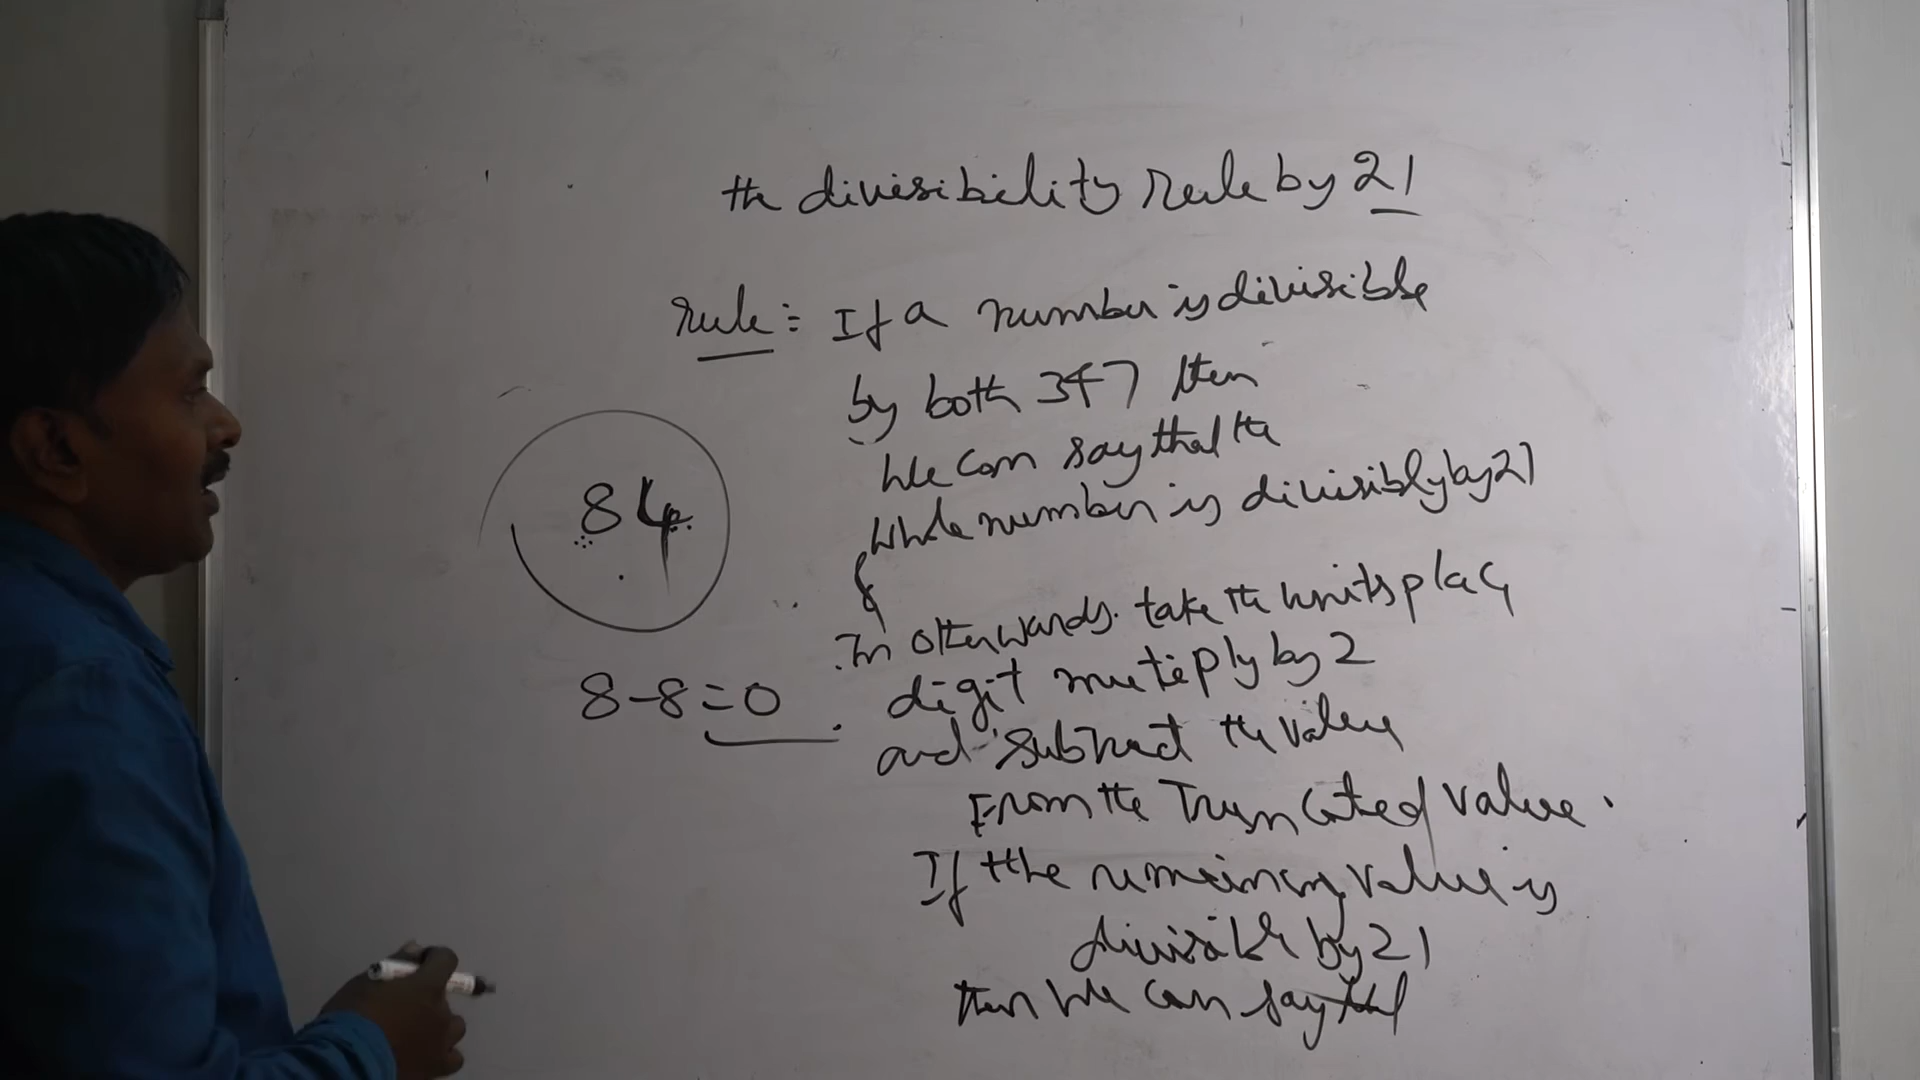 the divisibility rule by 21
rule: If a number is divisible
by both 3 & 7 then
we can say that the
whole number is divisibly by 21
&
In other words. take the units place
digit multiply by 2
and subtract the value
From the Truncated value.
If the remaining value is
divisible by 21
then we can say that
84
8-8=0